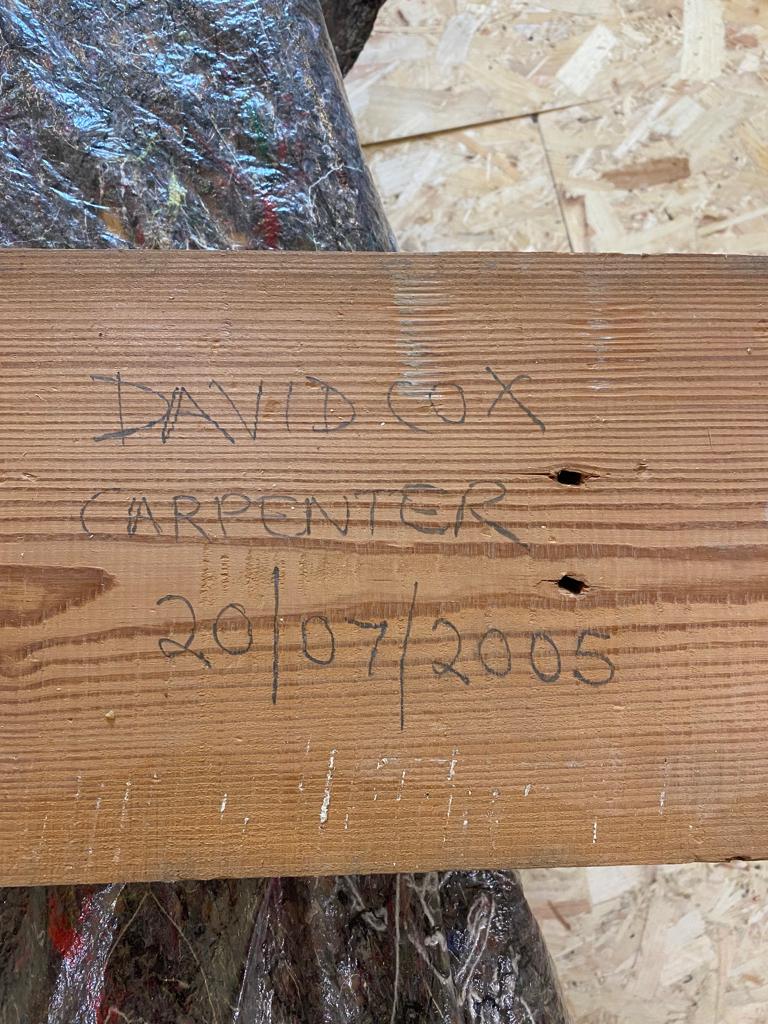 DAVID COX
CARPENTER
20/07/2005